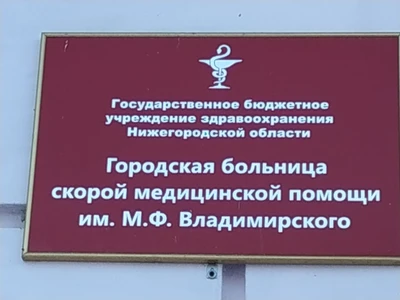 Государственное бюджетное
учреждение здравоохранения
Нижегородской области
Городская больница
скорой медицинской помощи
им. М.Ф. Владимирского